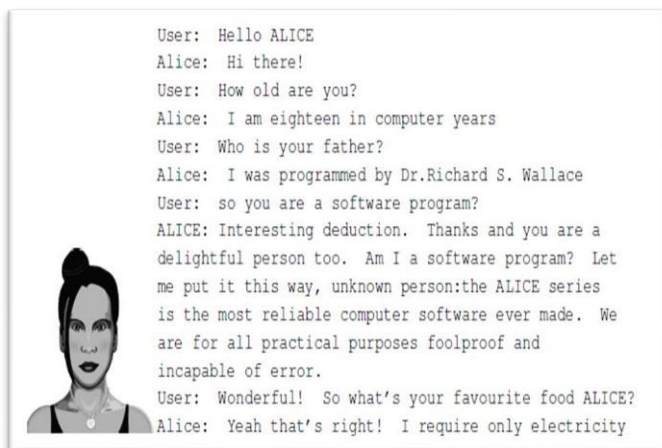 User: Hello ALICE
Alice: Hi there!
User: How old are you?
Alice: I am eighteen in computer years
User: Who is your father?
Alice: I was programmed by Dr.Richard S. Wallace
User: so you are a software program?
ALICE: Interesting deduction. Thanks and you are a
delightful person too. Am I a software program? Let
me put it this way, unknown person:the ALICE series
is the most reliable computer software ever made. We
are for all practical purposes foolproof and
incapable of error.
User: Wonderful! So what's your favourite food ALICE?
Alice: Yeah that's right! I require only electricity